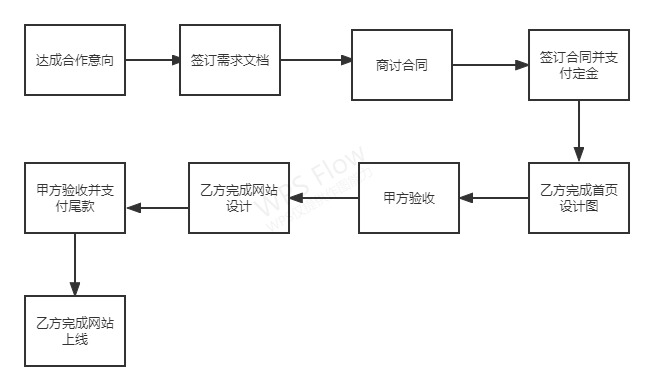 达成合作意向
签订需求文档
商讨合同
签订合同并支
付定金
甲方验收并支
付尾款
乙方完成网站
设计
甲方验收
乙方完成首页
设计图
乙方完成网站
上线
WPS Flow